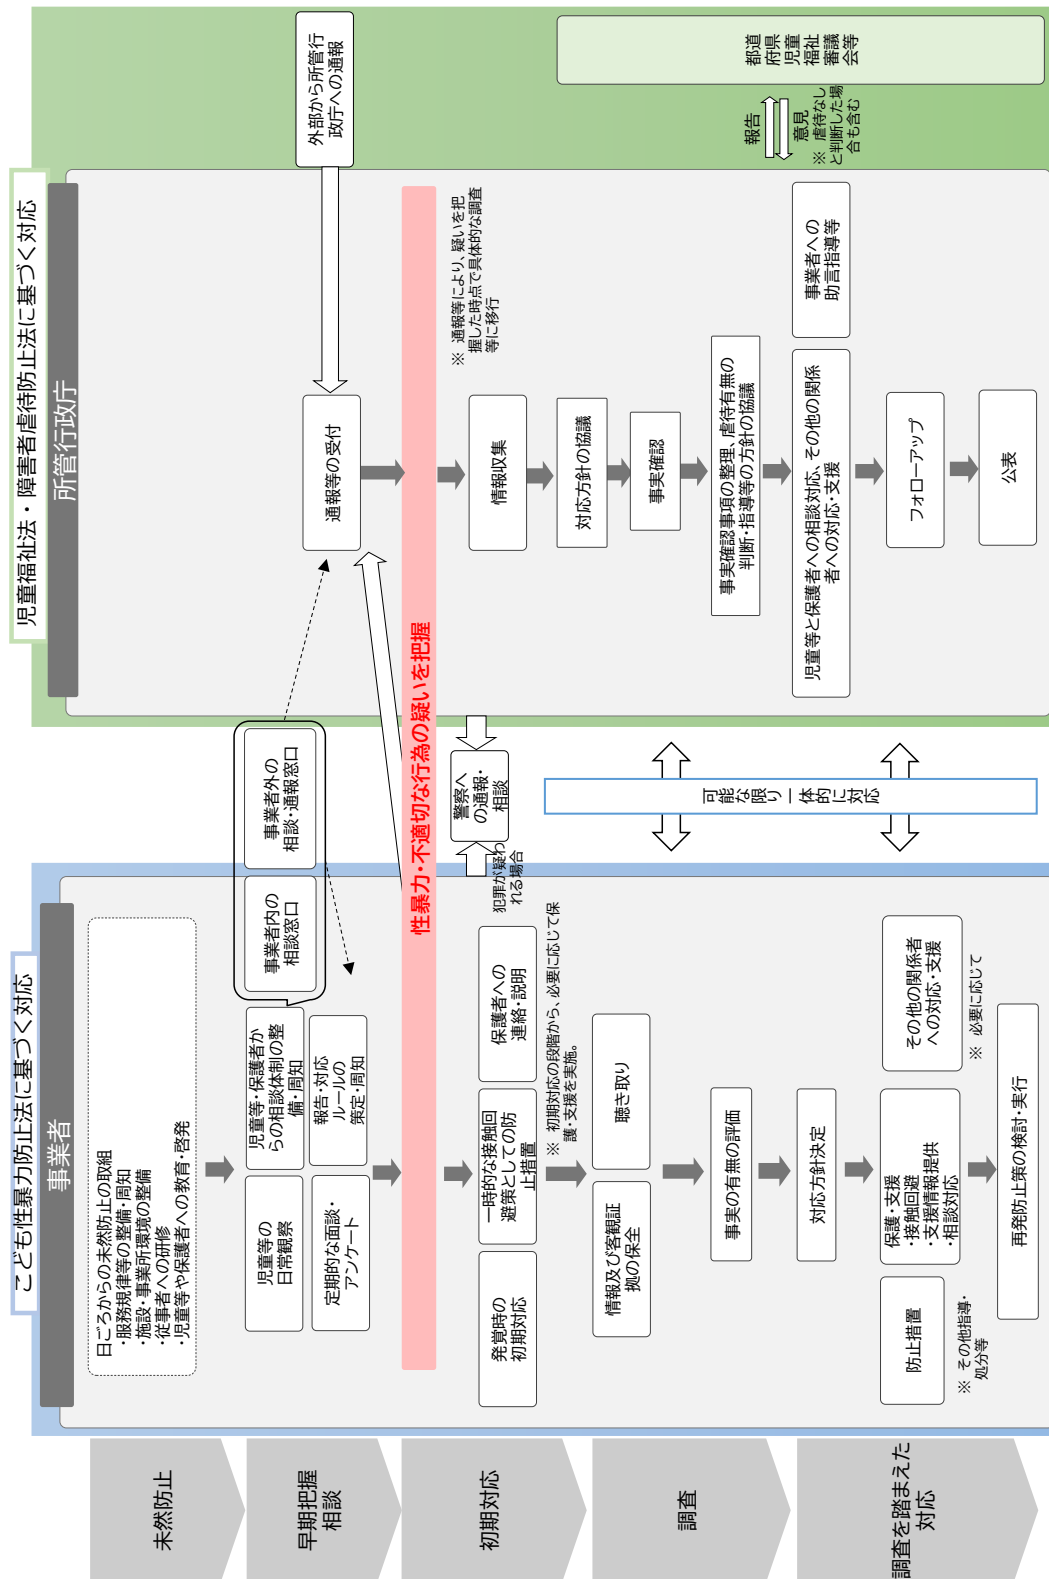 こども性暴力防止法に基づく対応
児童福祉法・障害者虐待防止法に基づく対応
事業者
所管行政庁
未然防止
日ごろからの未然防止の取組
・服務規律等の整備・周知
・施設・事業所環境の整備
・従事者への研修
・児童等や保護者への教育・啓発
早期把握
相談
児童等の
日常観察
児童等・保護者か
らの相談体制の整
備・周知
定期的な面談・
アンケート
報告・対応
ルールの
策定・周知
事業者内の
相談窓口
事業者外の
相談・通報窓口
通報等の受付
外部から所管行
政庁への通報
性暴力・不適切な行為の疑いを把握
初期対応
発覚時の
初期対応
一時的な接触回
避策としての防
止措置
保護者への
連絡・説明
※ 初期対応の段階から、必要に応じて保
護・支援を実施。
犯罪が疑わ
れる場合
警察へ
の通報・
相談
※ 通報等により、疑いを把
握した時点で具体的な調査
等に移行
情報収集
対応方針の協議
調査
情報及び客観証
拠の保全
聴き取り
事実の有無の評価
可能な限り一体的に対応
事実確認
事実確認事項の整理、虐待有無の
判断・指導等の方針の協議
調査を踏まえた
対応
対応方針決定
防止措置
※ その他指導・
処分等
保護・支援
・接触回避
・支援情報提供
・相談対応
その他の関係者
への対応・支援
※ 必要に応じて
再発防止策の検討・実行
児童等と保護者への相談対応、その他の関係
者への対応・支援
事業者への
助言指導等
フォローアップ
公表
報告
意見
※ 虐待なし
と判断した場
合も含む
都道
府県
児童
福祉
審議
会等